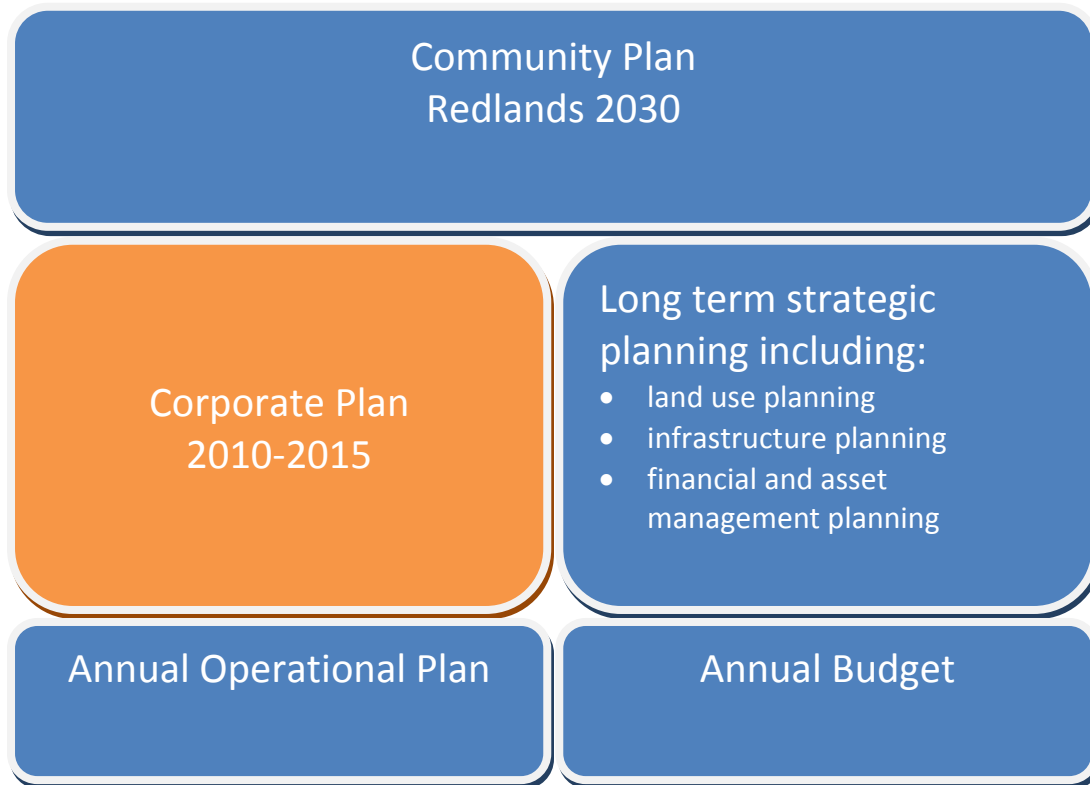 Community Plan
Redlands 2030
Corporate Plan
2010-2015
Long term strategic
planning including:
• land use planning
• infrastructure planning
• financial and asset
management planning
Annual Operational Plan
Annual Budget